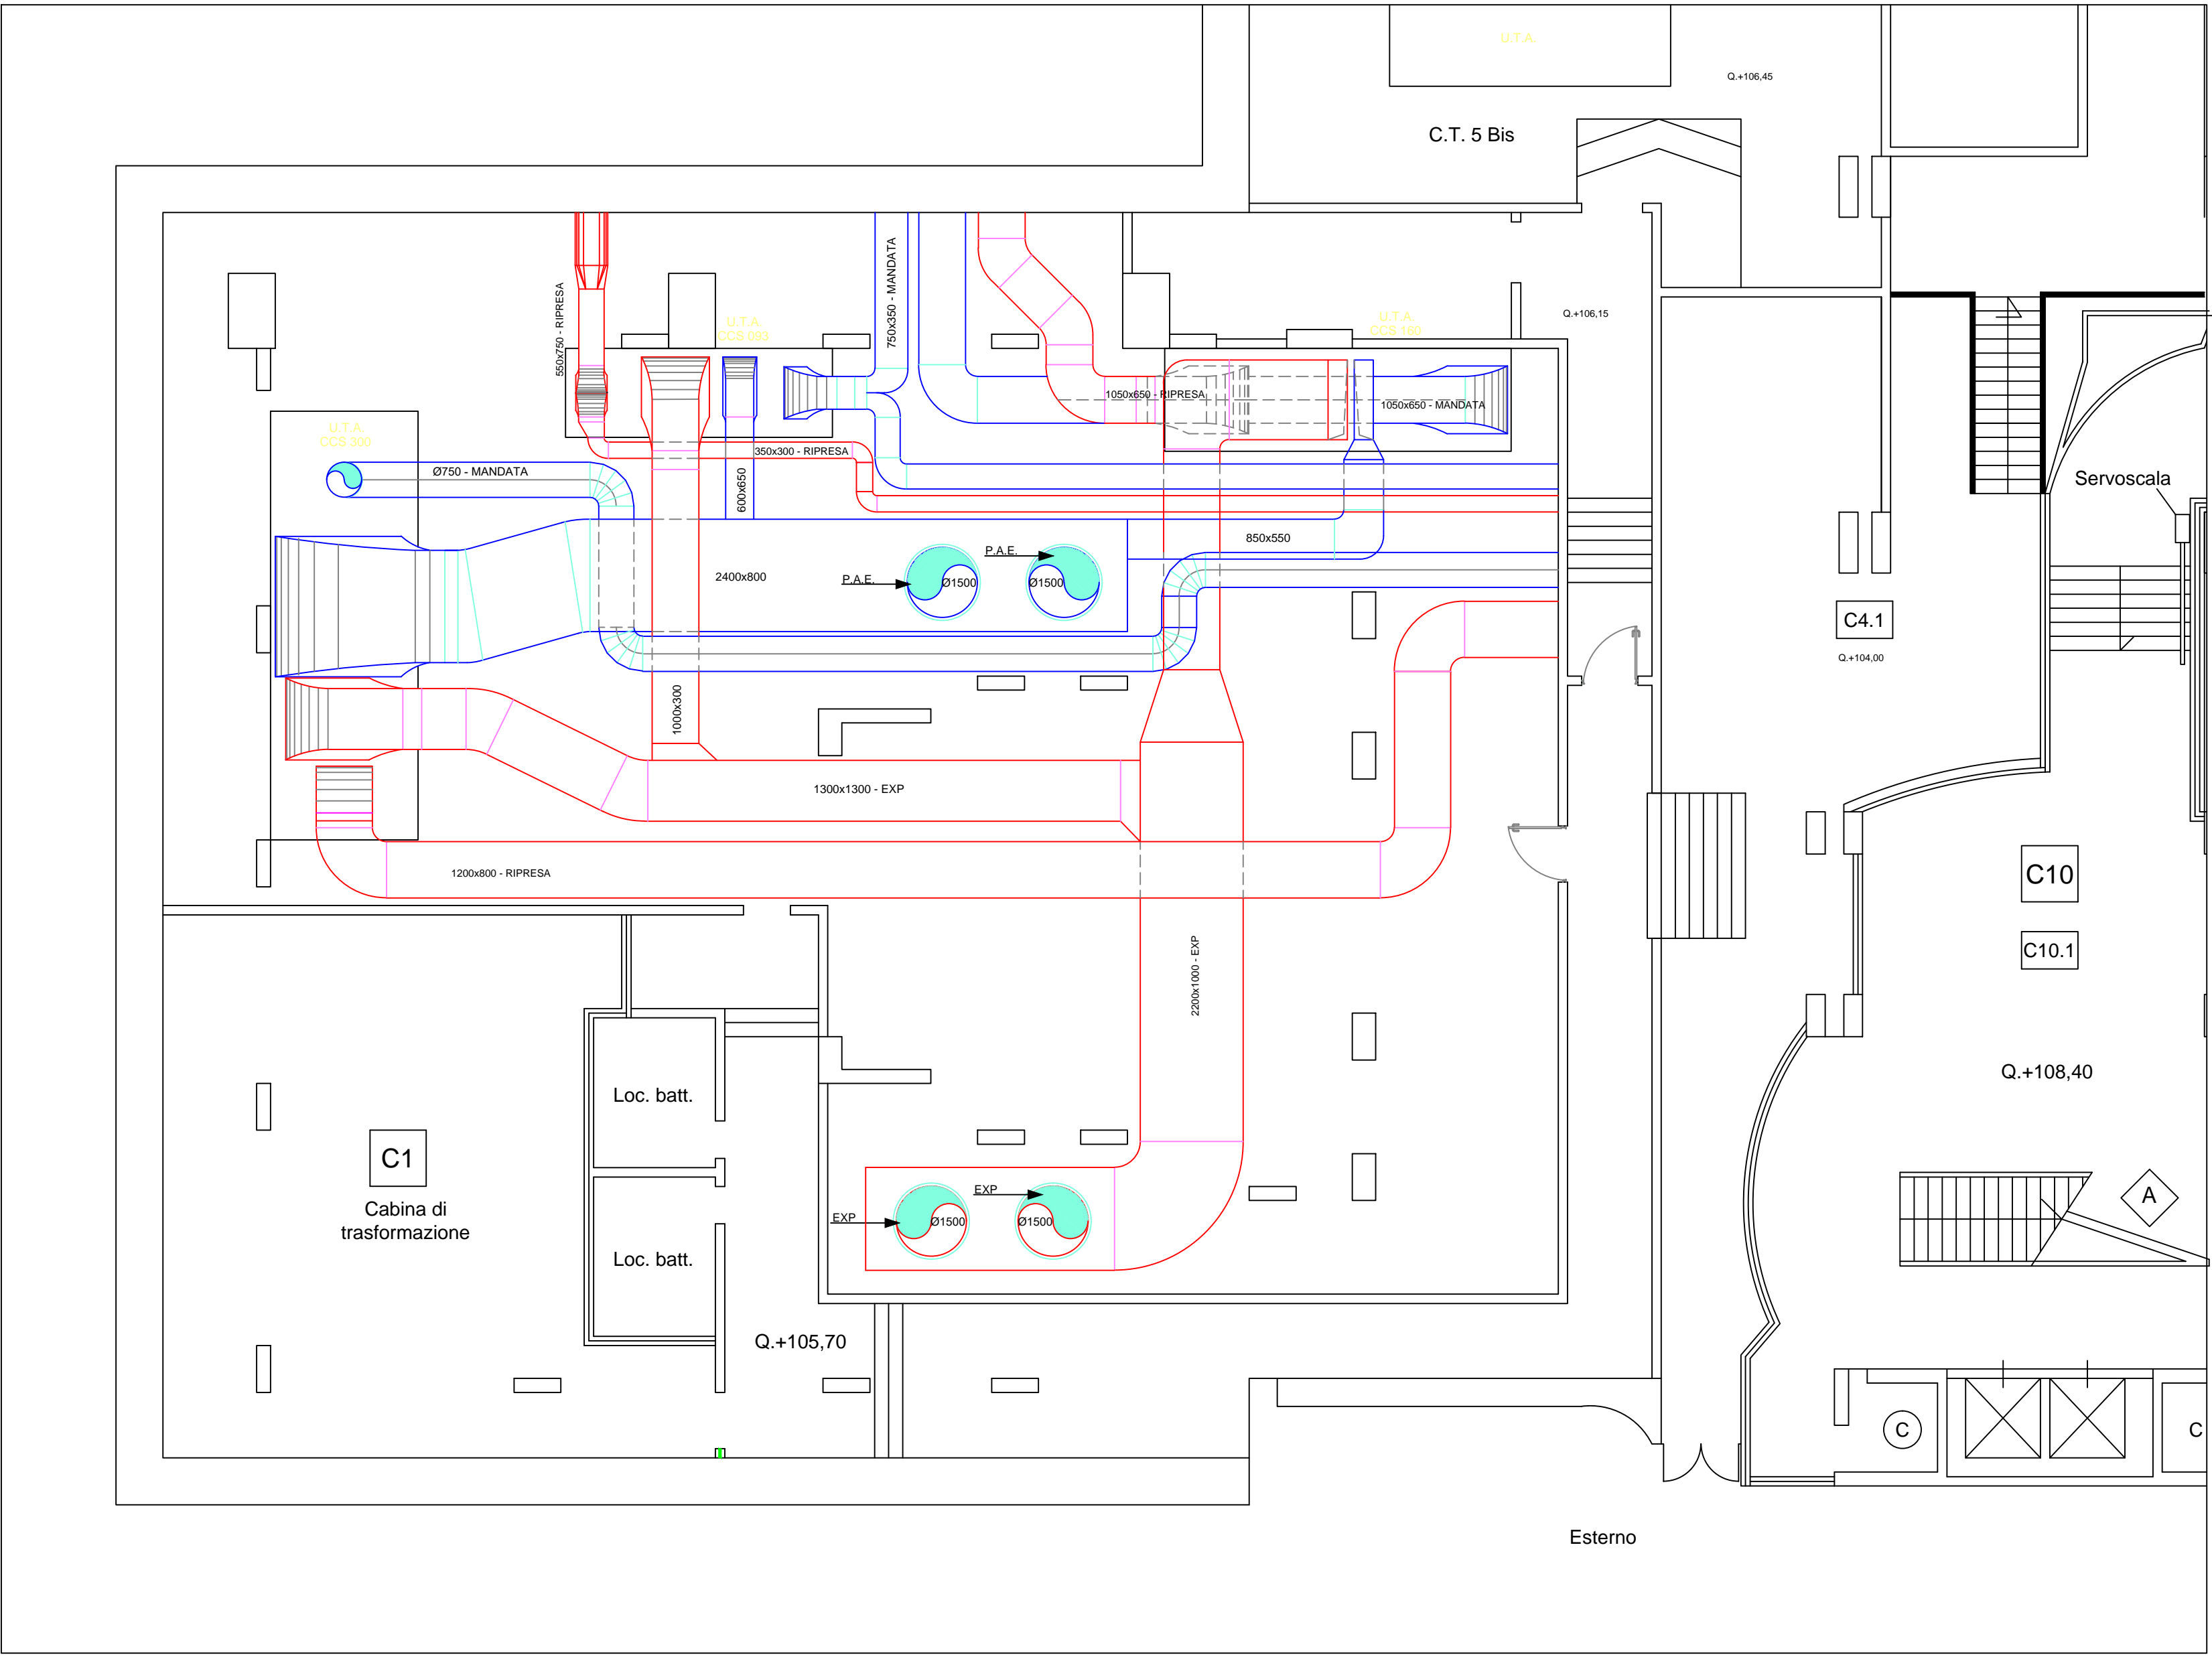 U.T.A.
Q.+106,45
C.T. 5 Bis
550x750 - RIPRESA
750x350 - MANDATA
U.T.A.
CCS 093
U.T.A.
CCS 160
Q.+106,15
1050x650 - RIPRESA
1050x650 - MANDATA
U.T.A.
CCS 300
350x300 - RIPRESA
Ø750 - MANDATA
600x650
Servoscala
850x550
P.A.E.
P.A.E.
2400x800
Ø1500
Ø1500
C4.1
Q.+104,00
1000x300
1300x1300 - EXP
1200x800 - RIPRESA
C10
C10.1
2200x1000 - EXP
Q.+108,40
Loc. batt.
C1
Cabina di
trasformazione
EXP
EXP
Ø1500
Ø1500
A
Loc. batt.
Q.+105,70
C
C
Esterno